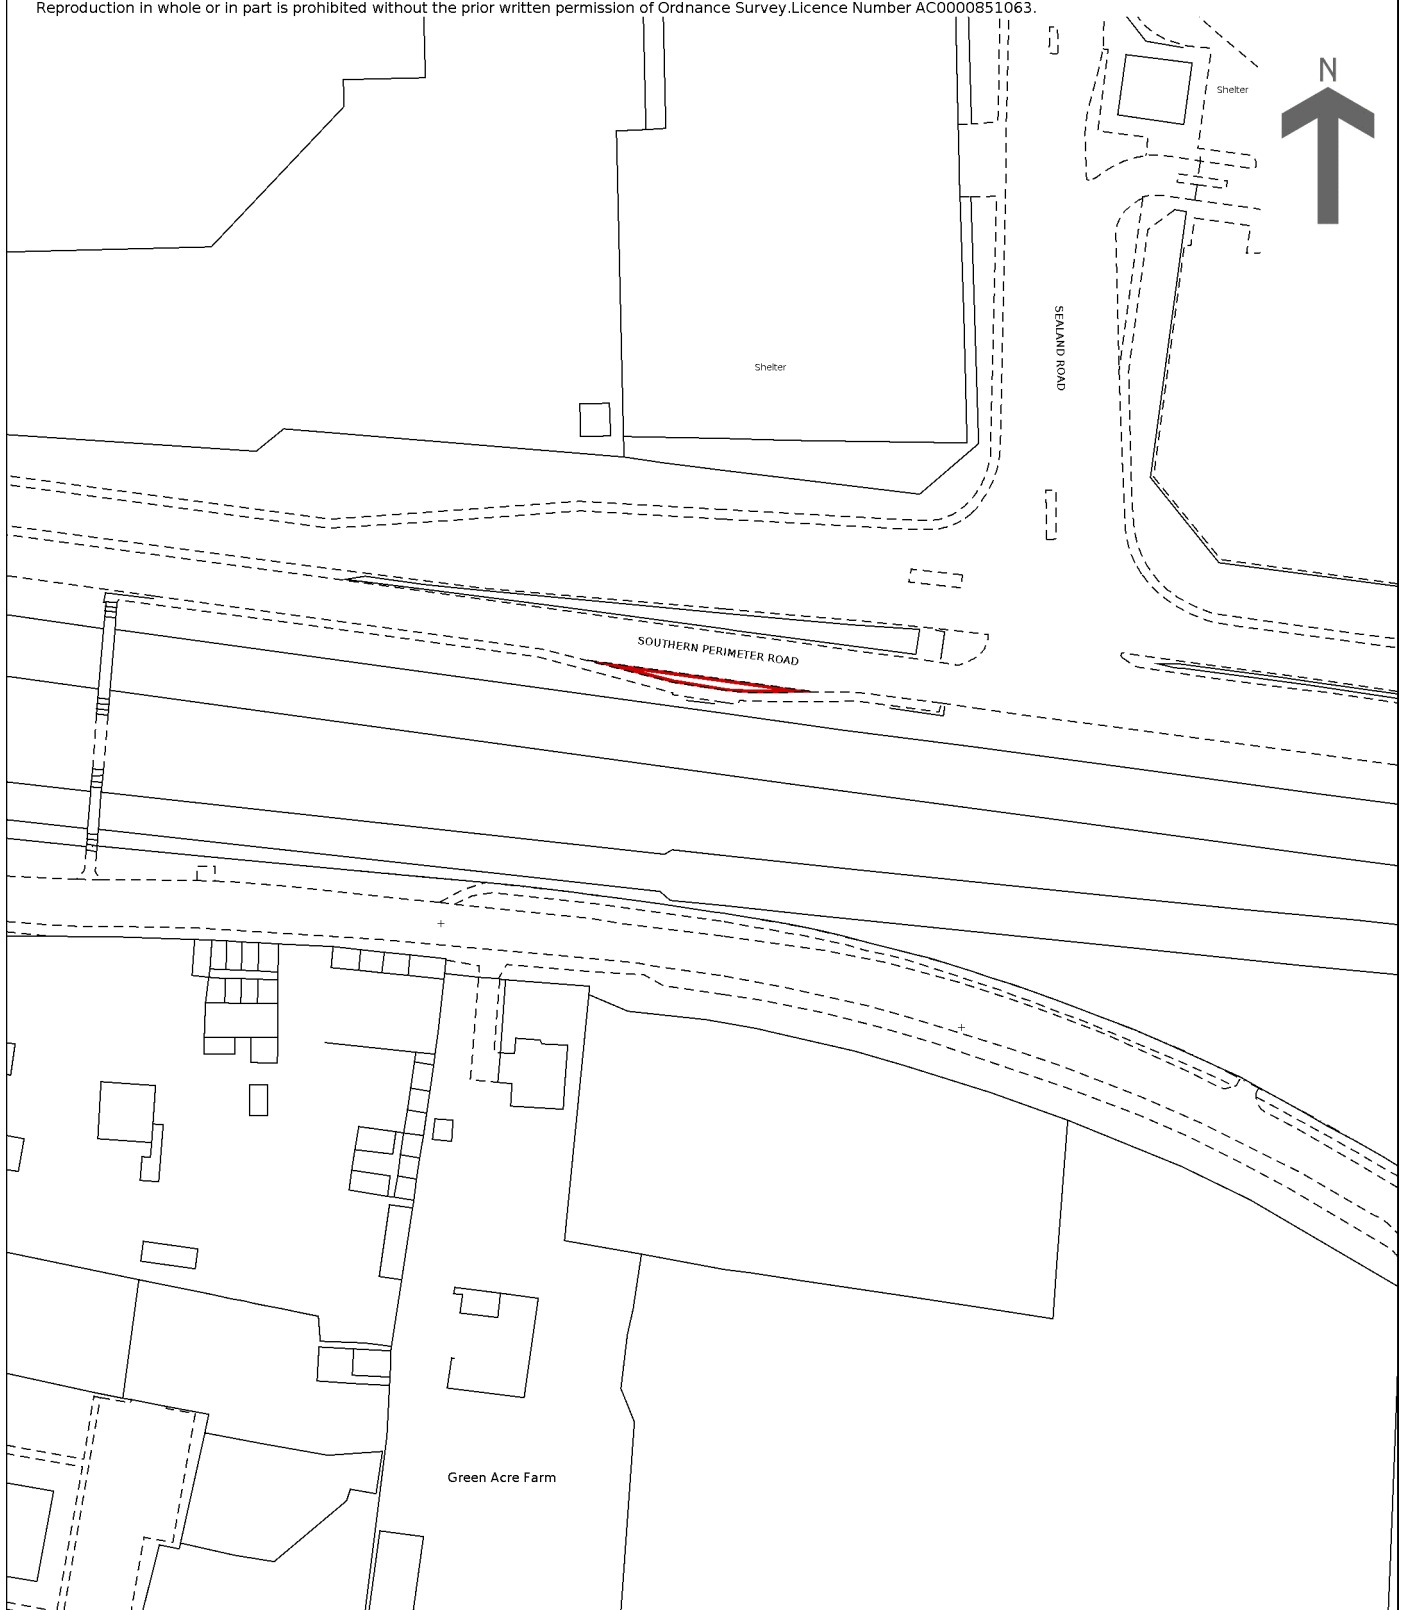 Reproduction in whole or in part is prohibited without the prior written permission of Ordnance Survey.Licence Number AC0000851063.
N
Shelter
SEALAND ROAD
Shelter
SOUTHERN PERIMETER ROAD
Green Acre Farm